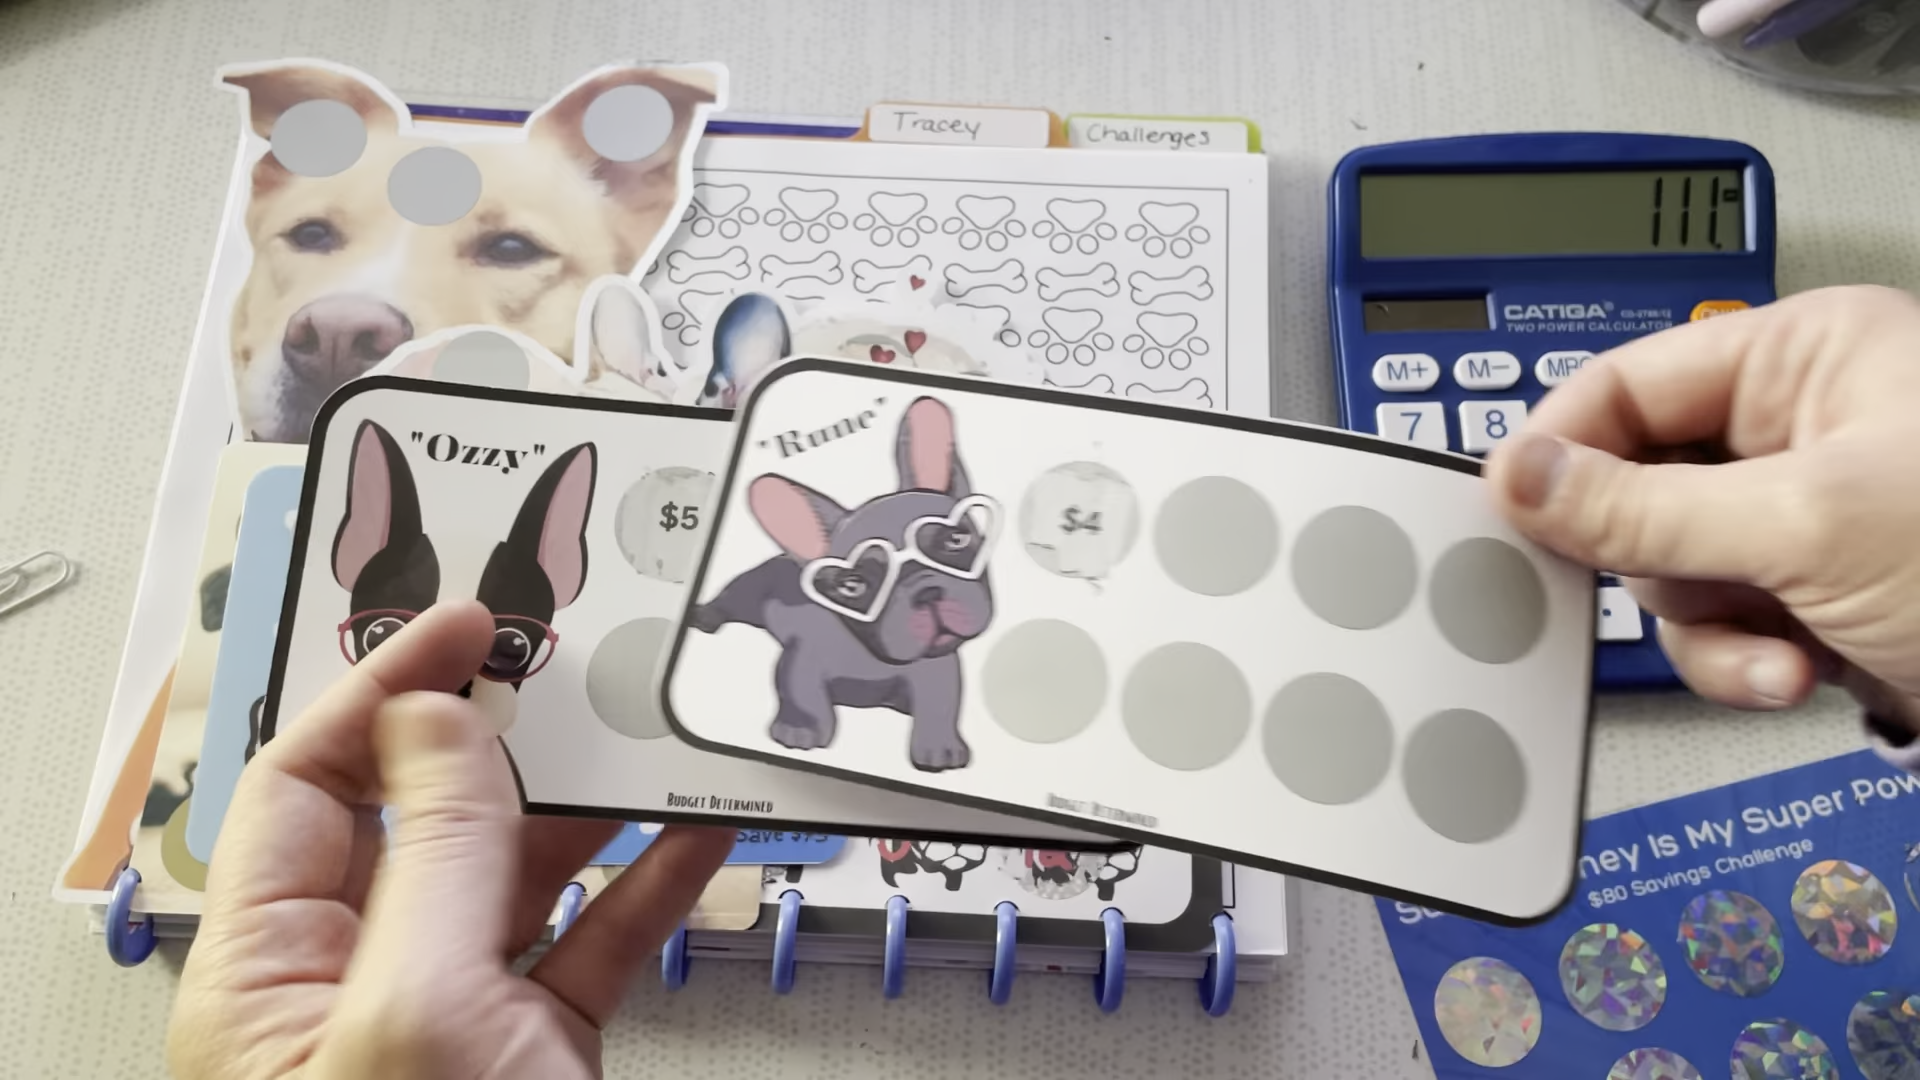 Tracey
Challenges
111.
CATIGA
TWO POWER CALCULATOR
M+
M-
7
8
"Ozzy"
$5
"Rune"
$4
BUDGET DETERMINED
BUDGET DETERMINED
Save $75
ney Is My Super Pow
$80 Savings Challenge